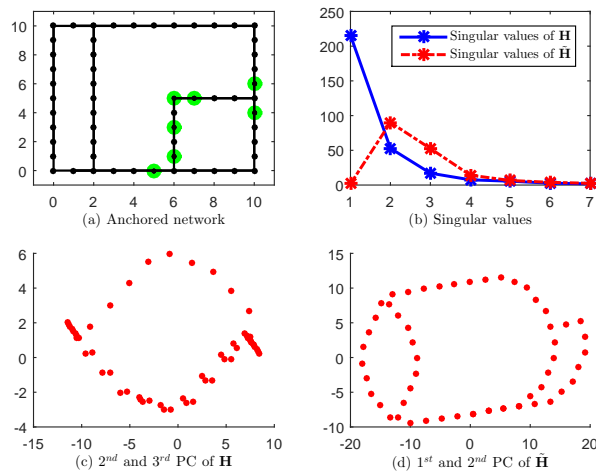 10
8
6
4
2
0
0 2 4 6 8 10
(a) Anchored network
250
200
150
100
50
0
1 2 3 4 5 6 7
Singular values of H
Singular values of H̃
(b) Singular values
6
4
2
0
-2
-4
-15 -10 -5 0 5 10
(c) 2nd and 3rd PC of H
15
10
5
0
-5
-10
-20 -10 0 10 20
(d) 1st and 2nd PC of H̃